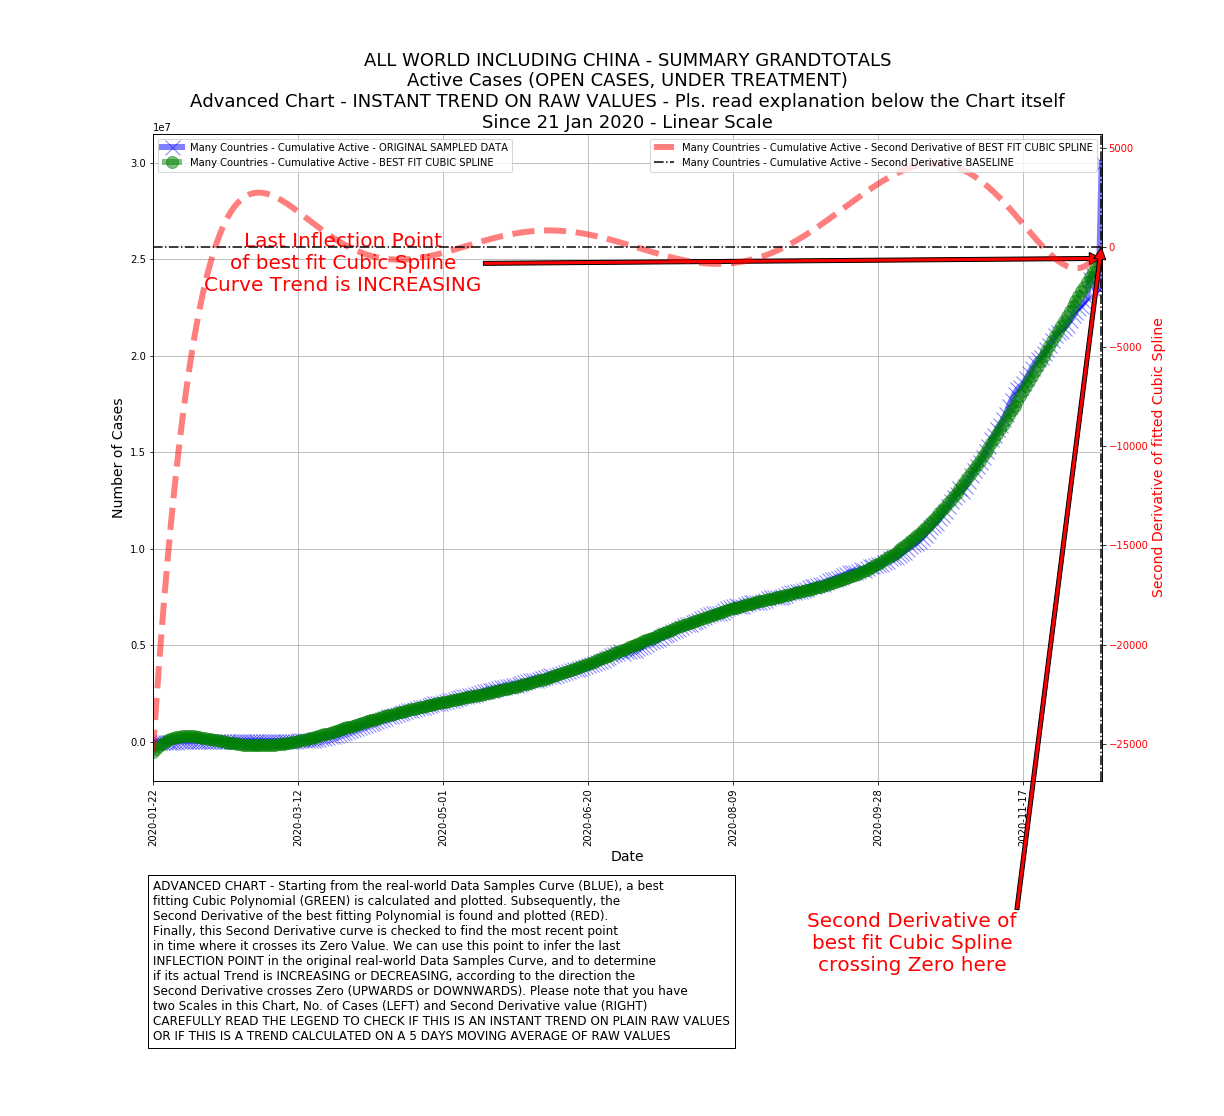 ALL WORLD INCLUDING CHINA - SUMMARY GRANDTOTALS
Active Cases (OPEN CASES, UNDER TREATMENT)
Advanced Chart - INSTANT TREND ON RAW VALUES - Pls. read explanation below the Chart itself
Since 21 Jan 2020 - Linear Scale
1e7
Many Countries - Cumulative Active - ORIGINAL SAMPLED DATA
Many Countries - Cumulative Active - BEST FIT CUBIC SPLINE
Many Countries - Cumulative Active - Second Derivative of BEST FIT CUBIC SPLINE
Many Countries - Cumulative Active - Second Derivative BASELINE
3.0
2.5
2.0
1.5
1.0
0.5
0.0
Number of Cases
5000
0
−5000
−10000
−15000
−20000
−25000
Second Derivative of fitted Cubic Spline
Last Inflection Point
of best fit Cubic Spline
Curve Trend is INCREASING
2020-01-22
2020-03-12
2020-05-01
2020-06-20
2020-08-09
2020-09-28
2020-11-17
Date
ADVANCED CHART - Starting from the real-world Data Samples Curve (BLUE), a best
fitting Cubic Polynomial (GREEN) is calculated and plotted. Subsequently, the
Second Derivative of the best fitting Polynomial is found and plotted (RED).
Finally, this Second Derivative curve is checked to find the most recent point
in time where it crosses its Zero Value. We can use this point to infer the last
INFLECTION POINT in the original real-world Data Samples Curve, and to determine
if its actual Trend is INCREASING or DECREASING, according to the direction the
Second Derivative crosses Zero (UPWARDS or DOWNWARDS). Please note that you have
two Scales in this Chart, No. of Cases (LEFT) and Second Derivative value (RIGHT)
CAREFULLY READ THE LEGEND TO CHECK IF THIS IS AN INSTANT TREND ON PLAIN RAW VALUES
OR IF THIS IS A TREND CALCULATED ON A 5 DAYS MOVING AVERAGE OF RAW VALUES
Second Derivative of
best fit Cubic Spline
crossing Zero here